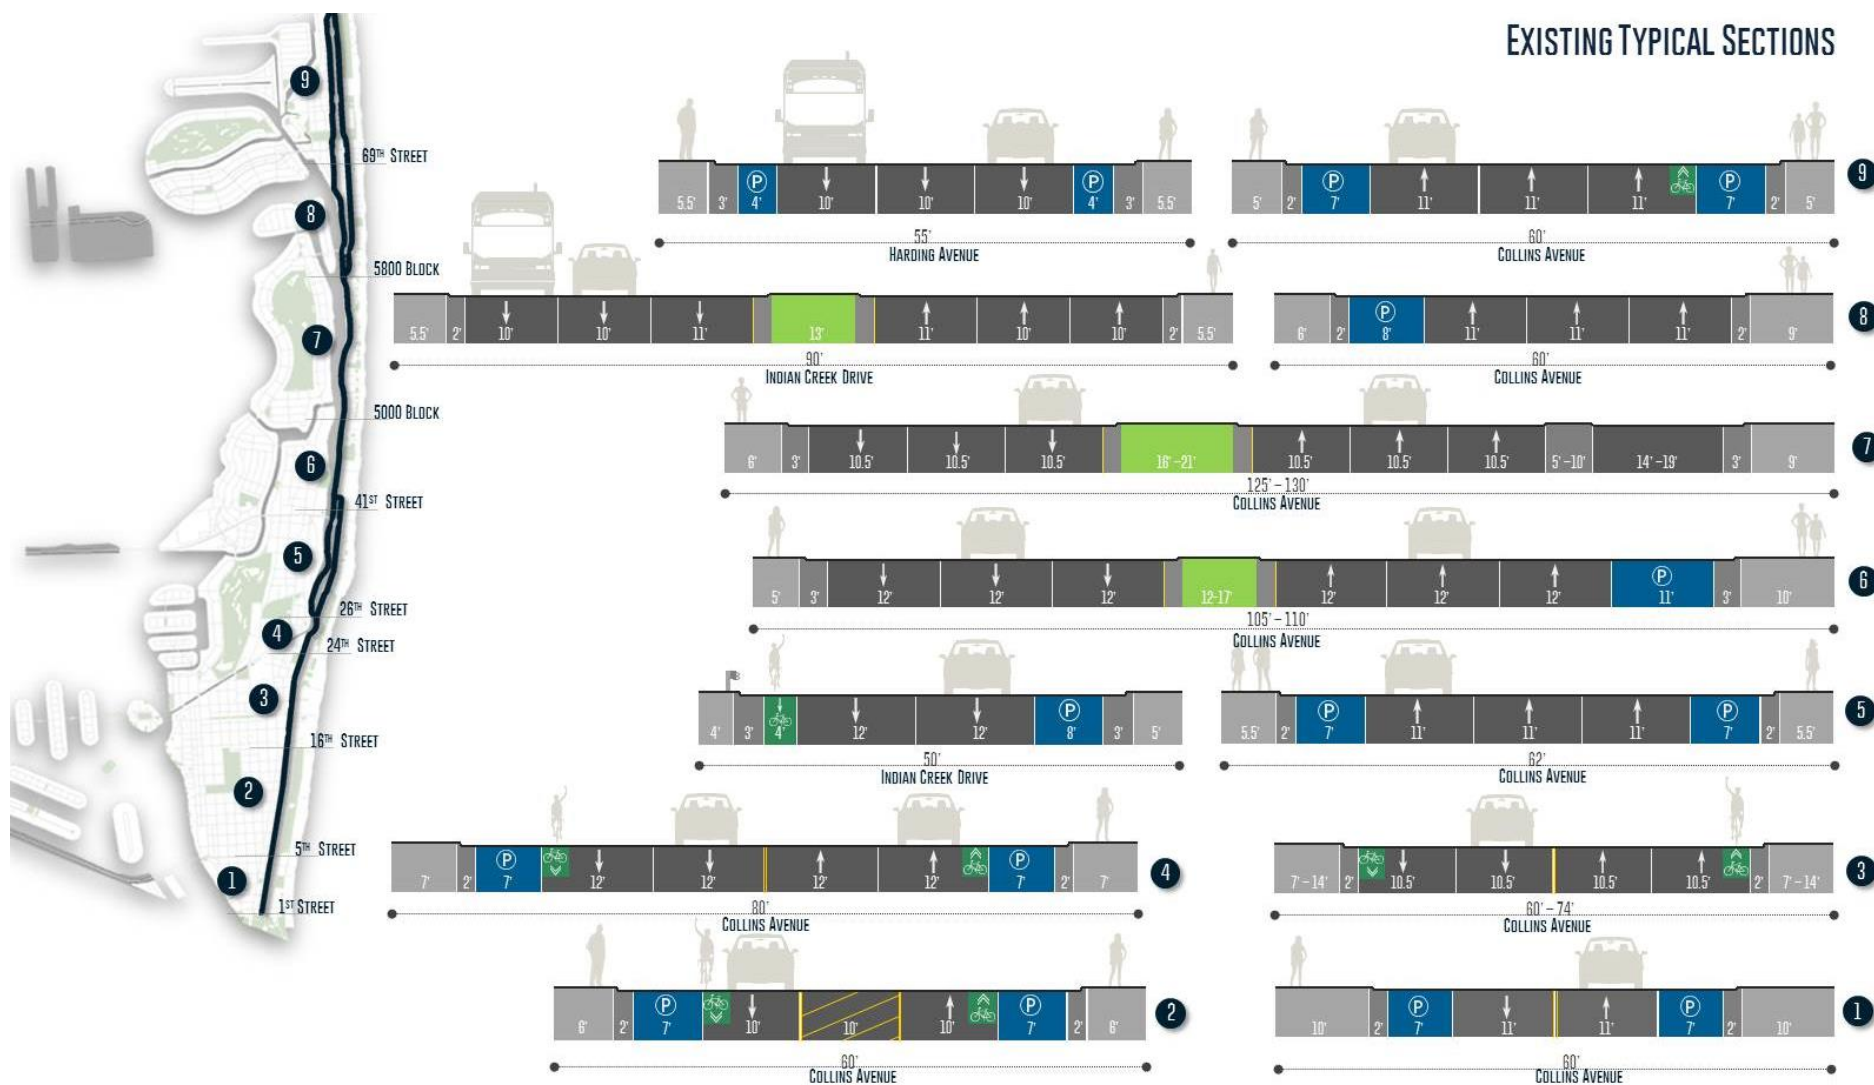 EXISTING TYPICAL SECTIONS
9
69TH STREET
8
5800 BLOCK
7
5000 BLOCK
6
41ST STREET
5
26TH STREET
4
24TH STREET
3
16TH STREET
2
5TH STREET
1
1ST STREET
5.5' 3' P 4' 10' 10' 10' P 4' 3' 5.5'
55'
HARDING AVENUE
5' 2' P 7' 11' 11' 11' P 7' 2' 5'
60'
COLLINS AVENUE
9
5.5' 2' 10' 10' 11' 13' 11' 10' 10' 2' 5.5'
90'
INDIAN CREEK DRIVE
6' 2' P 8' 11' 11' 11' 2' 9'
60'
COLLINS AVENUE
8
6' 3' 10.5' 10.5' 10.5' 16'-21' 10.5' 10.5' 10.5' 5'-10' 14'-19' 3' 9'
125' - 130'
COLLINS AVENUE
7
5' 3' 12' 12' 12' 12-17' 12' 12' 12' P 11' 3' 10'
105' - 110'
COLLINS AVENUE
6
4' 3' 4' 12' 12' P 8' 3' 5'
50'
INDIAN CREEK DRIVE
5.5' 2' P 7' 11' 11' 11' P 7' 2' 5.5'
62'
COLLINS AVENUE
5
7' 2' P 7' 12' 12' 12' 12' P 7' 2' 7'
80'
COLLINS AVENUE
4
7'-14' 2' 10.5' 10.5' 10.5' 10.5' 2' 7'-14'
60' - 74'
COLLINS AVENUE
3
6' 2' P 7' 10' 10' 10' P 7' 2' 6'
60'
COLLINS AVENUE
2
10' 2' P 7' 11' 11' P 7' 2' 10'
60'
COLLINS AVENUE
1